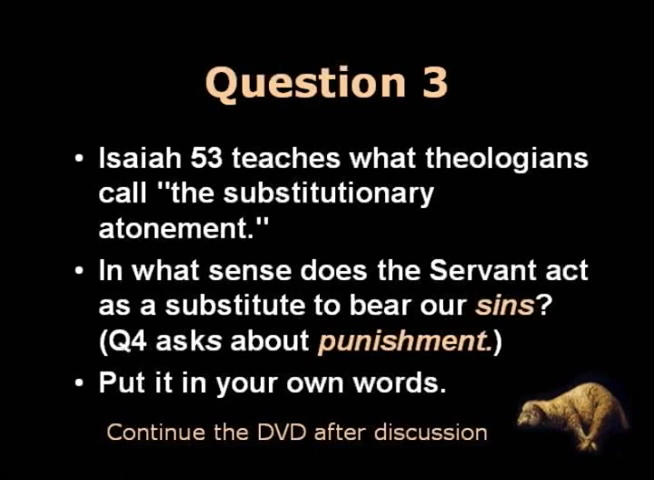 Question 3
• Isaiah 53 teaches what theologians
call "the substitutionary
atonement."
• In what sense does the Servant act
as a substitute to bear our sins?
(Q4 asks about punishment.)
• Put it in your own words.
Continue the DVD after discussion